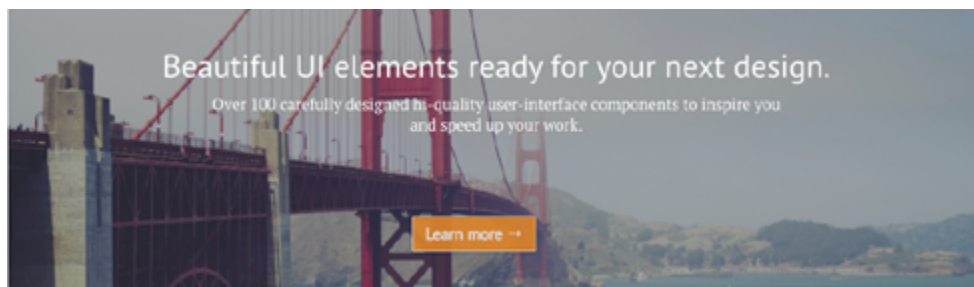 Beautiful UI elements ready for your next design.
Over 100 carefully designed hi-quality user-interface components to inspire you
and speed up your work.
Learn more →